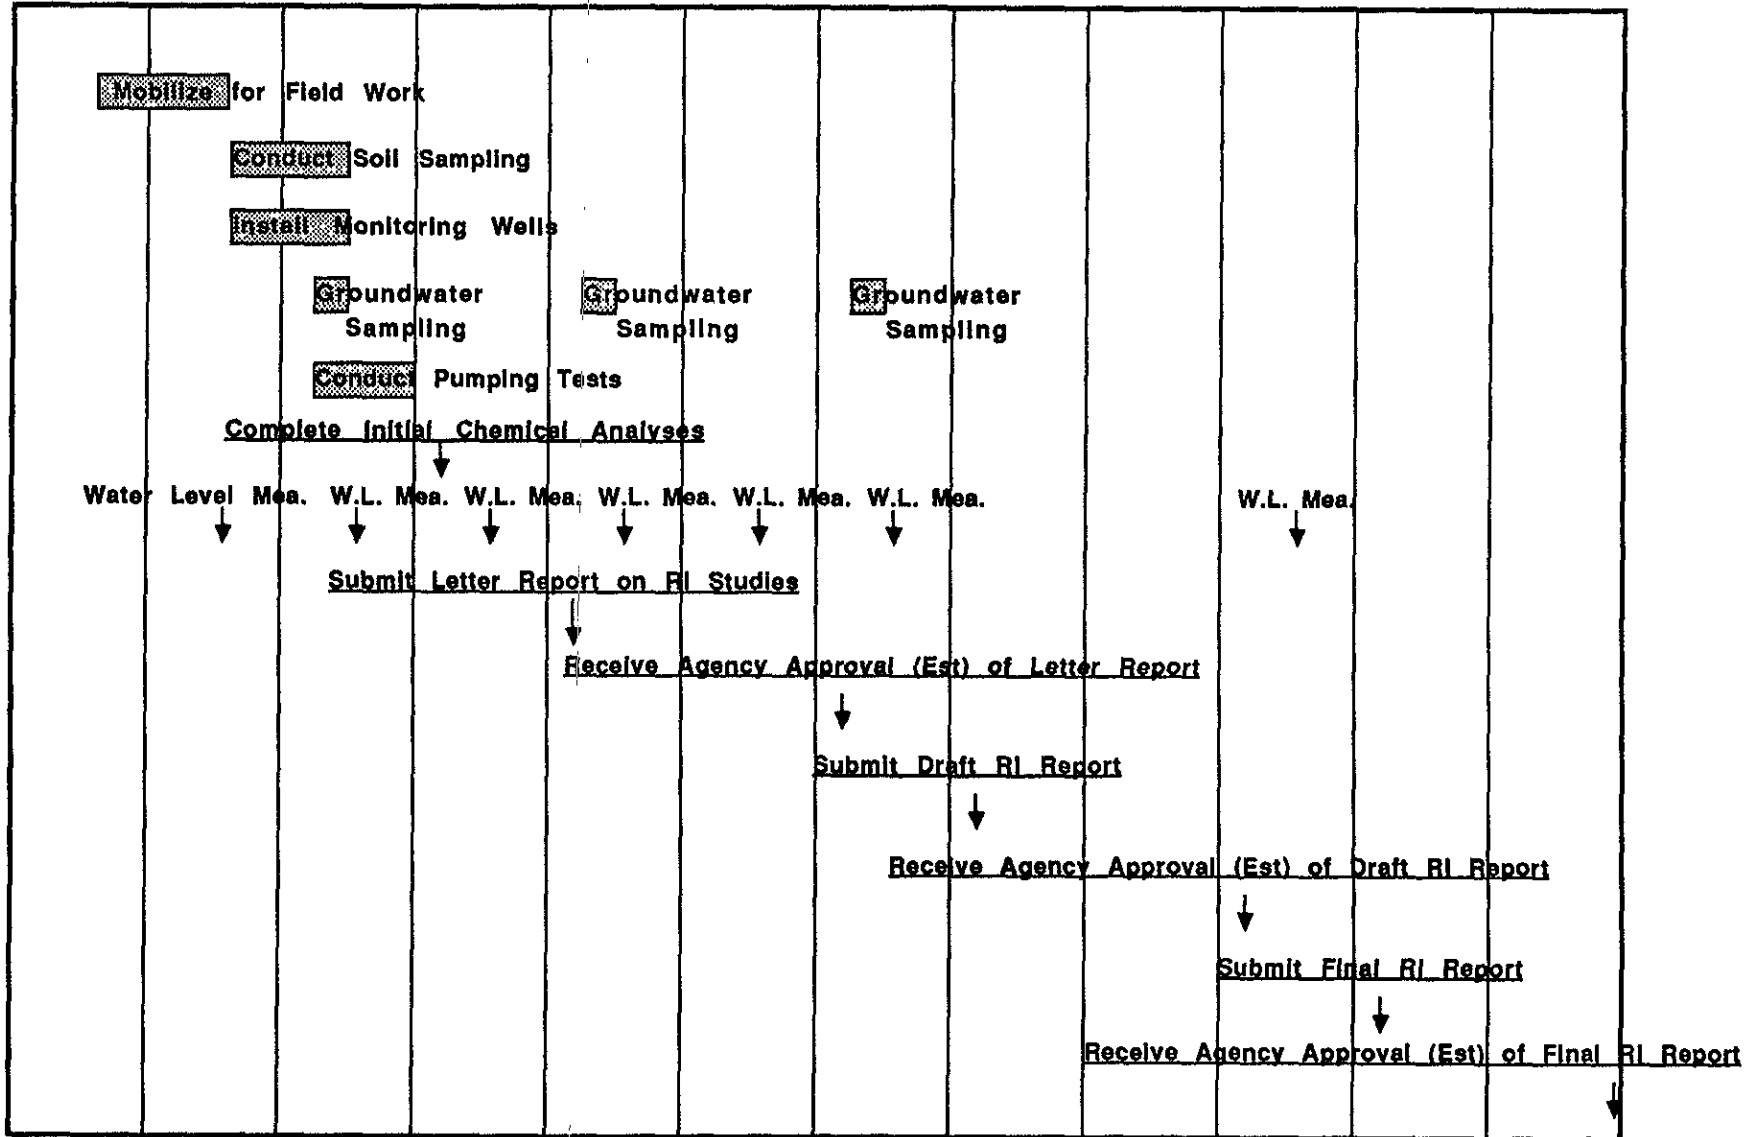 Mobilize for Field Work
Conduct Soil Sampling
Install Monitoring Wells
Groundwater Groundwater Groundwater
Sampling Sampling Sampling
Conduct Pumping Tests
Complete Initial Chemical Analyses
Water Level Mea. W.L. Mea. W.L. Mea. W.L. Mea. W.L. Mea. W.L. Mea. W.L. Mea.
Submit Letter Report on RI Studies
Receive Agency Approval (Est) of Letter Report
Submit Draft RI Report
Receive Agency Approval (Est) of Draft RI Report
Submit Final RI Report
Receive Agency Approval (Est) of Final RI Report